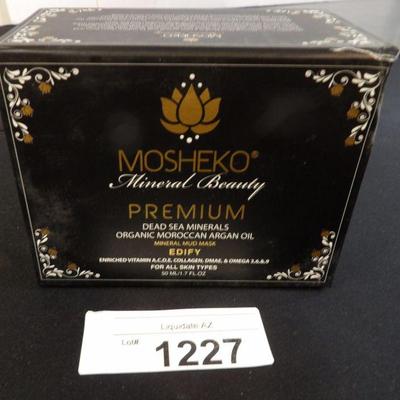 MOSHEKO
MOSHEKO®
Mineral Beauty
PREMIUM
DEAD SEA MINERALS
ORGANIC MOROCCAN ARGAN OIL
MINERAL MUD MASK
EDIFY
ENRICHED VITAMIN A,C,D,E, COLLAGEN, DMAE, & OMEGA 3,6,&,9
FOR ALL SKIN TYPES
50 ML/1.7 FL.OZ
Liquidate AZ
Lot# 1227